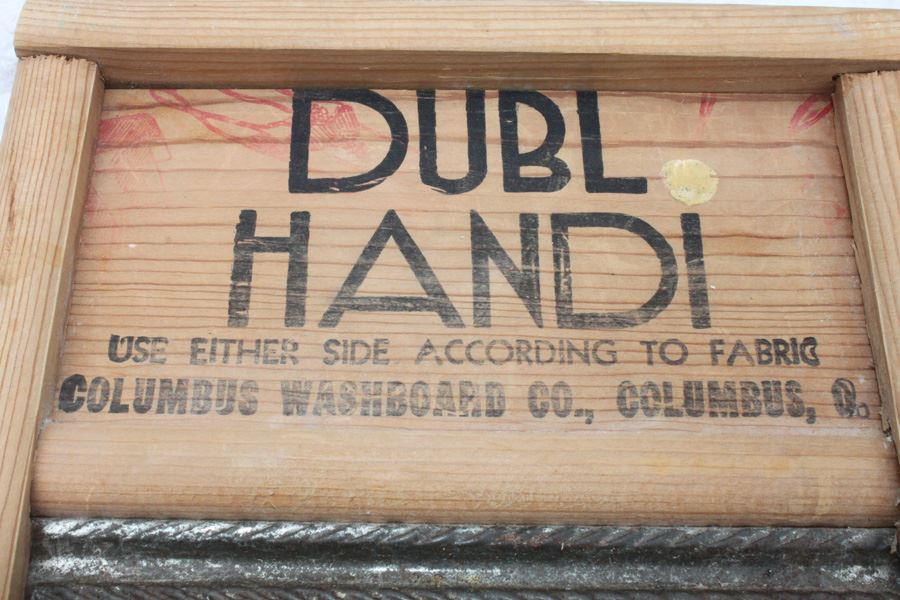 DUBL
HANDI
USE EITHER SIDE ACCORDING TO FABRIC
COLUMBUS WASHBOARD CO., COLUMBUS, O.